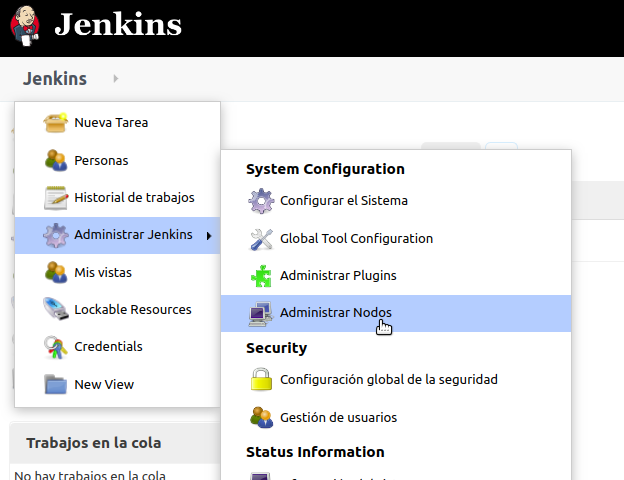 Jenkins
Jenkins
Nueva Tarea
Personas
Historial de trabajos
Administrar Jenkins
Mis vistas
Lockable Resources
Credentials
New View
System Configuration
Configurar el Sistema
Global Tool Configuration
Administrar Plugins
Administrar Nodos
Security
Configuración global de la seguridad
Gestión de usuarios
Status Information
Trabajos en la cola
No hay trabajos en la cola